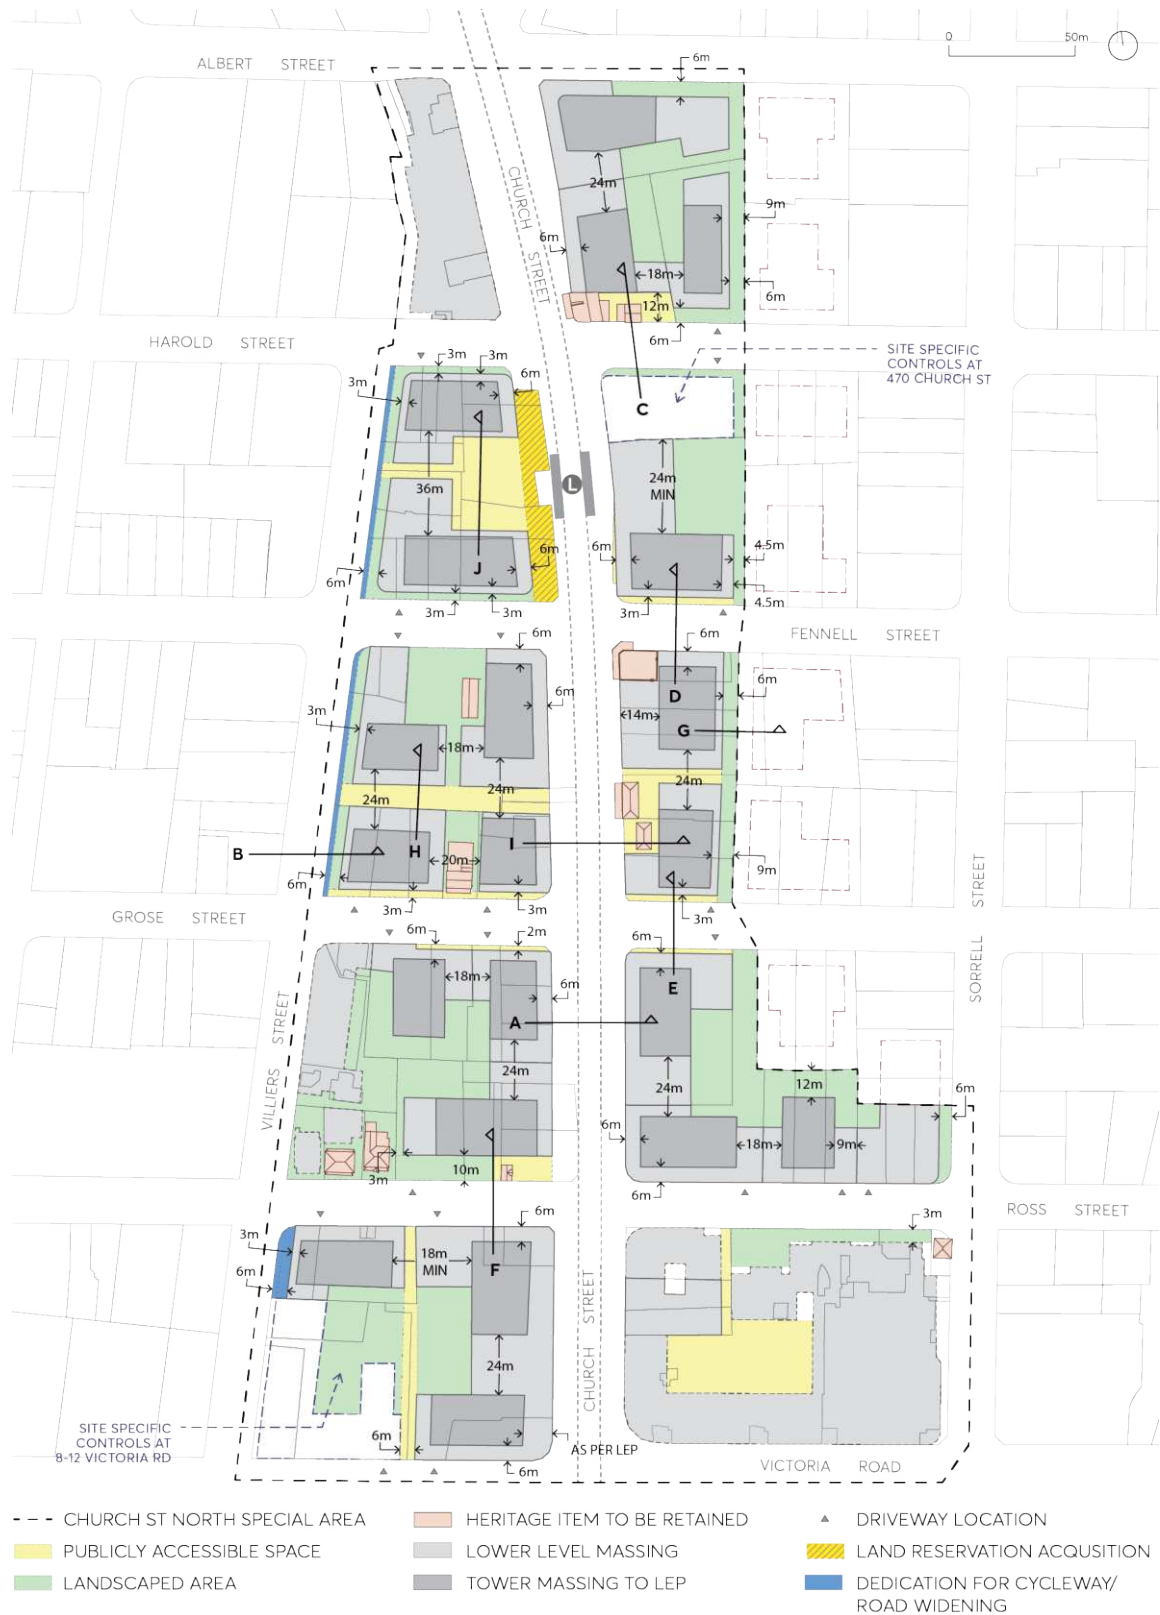 ALBERT STREET
0 50m
6m
CHURCH STREET
24m
9m
6m
18m
6m
12m
6m
HAROLD STREET
3m
3m
SITE SPECIFIC
CONTROLS AT
470 CHURCH ST
3m
6m
C
36m
24m
MIN
L
6m
6m
4.5m
J
6m
4.5m
3m
3m
3m
FENNELL STREET
6m
6m
6m
6m
D
3m
14m
G
18m
24m
24m
24m
B
H
20m
I
9m
6m
3m
3m
3m
GROSE STREET
SORRELL STREET
6m
2m
6m
18m
6m
E
A
VILLIERS STREET
24m
24m
12m
6m
6m
18m
9m
10m
3m
6m
ROSS STREET
6m
3m
3m
18m
MIN
F
6m
CHURCH STREET
24m
SITE SPECIFIC
CONTROLS AT
8-12 VICTORIA RD
6m
AS PER LEP
6m
VICTORIA ROAD
CHURCH ST NORTH SPECIAL AREA
HERITAGE ITEM TO BE RETAINED
DRIVEWAY LOCATION
PUBLICLY ACCESSIBLE SPACE
LOWER LEVEL MASSING
LAND RESERVATION ACQUSITION
LANDSCAPED AREA
TOWER MASSING TO LEP
DEDICATION FOR CYCLEWAY/
ROAD WIDENING